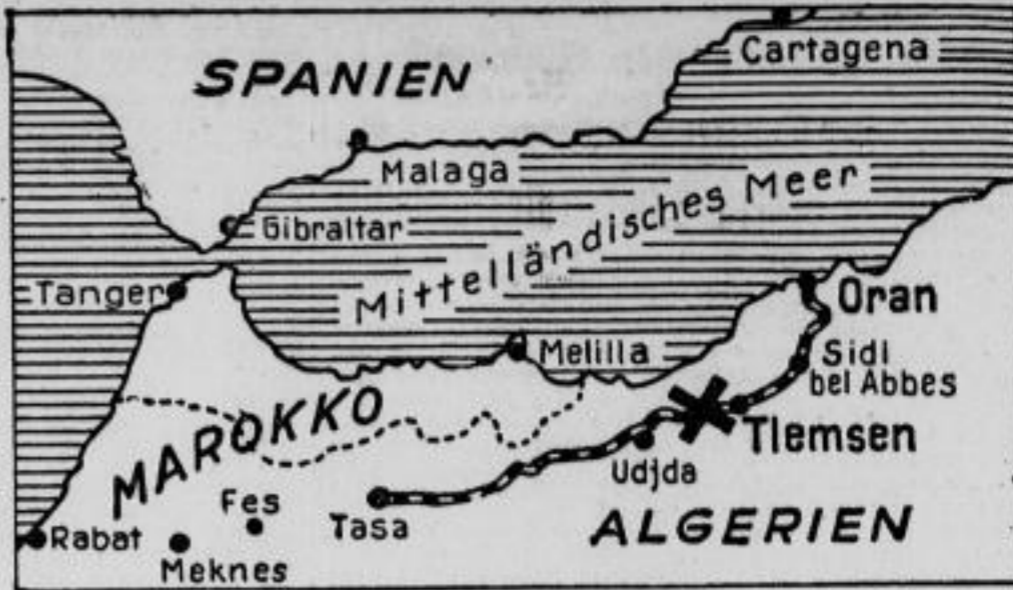 Cartagena
SPANIEN
Malaga
Gibraltar
Mittelländisches Meer
Tanger
Oran
Melilla
Sidl
bel Abbes
MAROKKO
Tlemsen
Udjda
Fes
Tasa
ALGERIEN
Rabat
Meknes